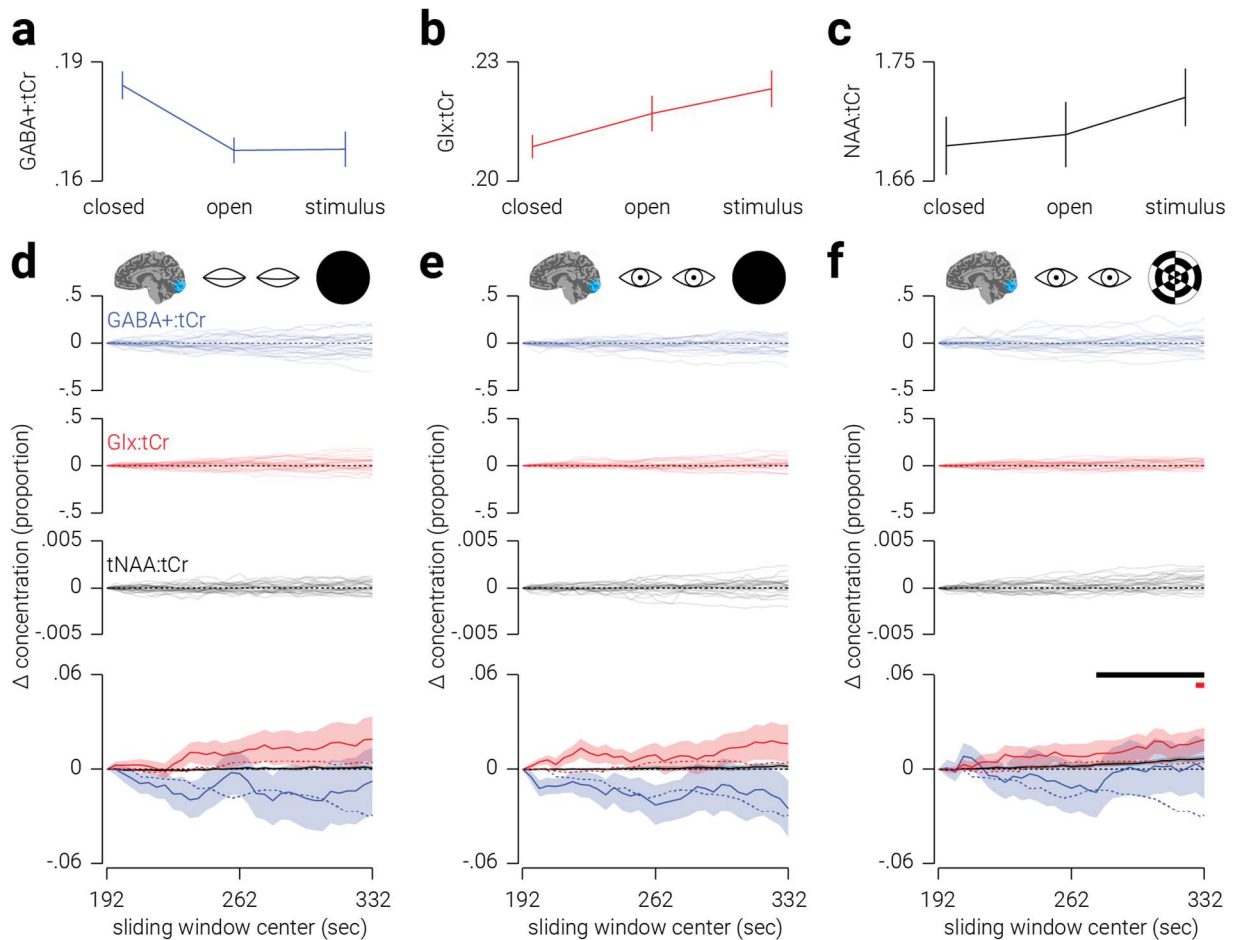 a
.19
GABA+:tCr
.16
closed open stimulus
b
.23
Glx:tCr
.20
closed open stimulus
c
1.75
NAA:tCr
1.66
closed open stimulus
d
.5
GABA+:tCr
0
-.5
.5
Glx:tCr
0
-.5
.005
tNAA:tCr
0
-.005
.06
0
-.06
Δ concentration (proportion)
192 262 332
sliding window center (sec)
e
.5
0
-.5
.5
0
-.5
.005
0
-.005
.06
0
-.06
Δ concentration (proportion)
192 262 332
sliding window center (sec)
f
.5
0
-.5
.5
0
-.5
.005
0
-.005
.06
0
-.06
Δ concentration (proportion)
192 262 332
sliding window center (sec)